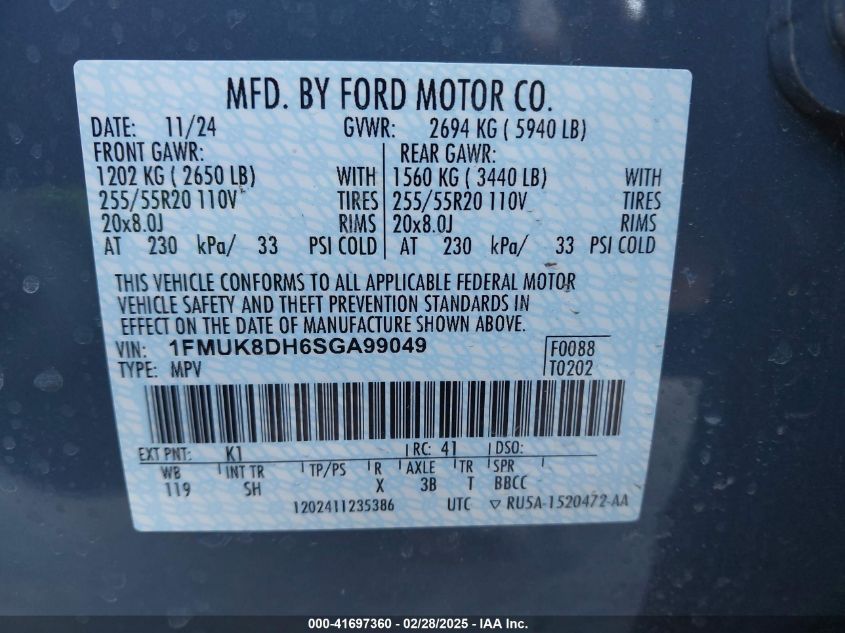 MFD. BY FORD MOTOR CO.
DATE: 11/24 GVWR: 2694 KG ( 5940 LB)
FRONT GAWR: REAR GAWR:
1202 KG ( 2650 LB) WITH 1560 KG ( 3440 LB) WITH
255/55R20 110V TIRES 255/55R20 110V TIRES
20x8.0J RIMS 20x8.0J RIMS
AT 230 kPa/ 33 PSI COLD AT 230 kPa/ 33 PSI COLD
THIS VEHICLE CONFORMS TO ALL APPLICABLE FEDERAL MOTOR
VEHICLE SAFETY AND THEFT PREVENTION STANDARDS IN
EFFECT ON THE DATE OF MANUFACTURE SHOWN ABOVE.
VIN: 1FMUK8DH6SGA99049 F0088
TYPE: MPV T0202
EXT PNT: K1 RC: 41 DSO:
WB INT TR TP/PS R AXLE TR SPR
119 SH X 3B T BBCC
1202411235386 UTC ▽ RU5A-1520472-AA
000-41697360 - 02/28/2025 - IAA Inc.